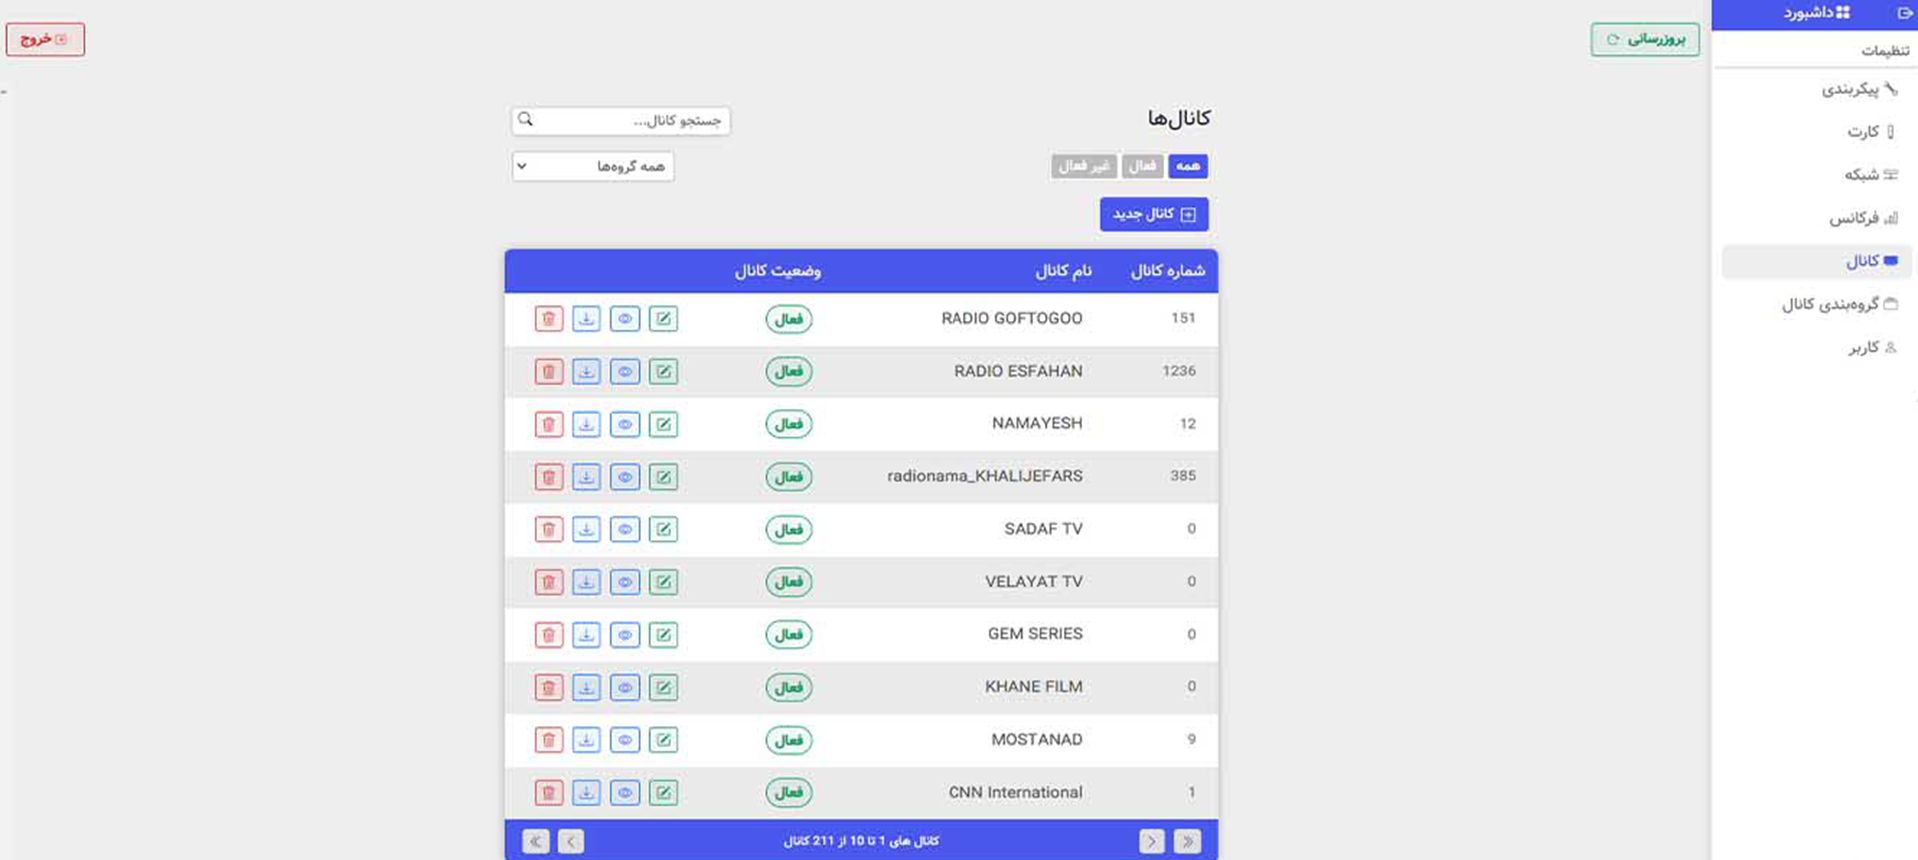 داشبورد
تنظیمات
پیکربندی
کارت
شبکه
فرکانس
کانال
گروه‌بندی کانال
کاربر
بروزرسانی
خروج
کانال‌ها
جستجو کانال...
همه فعال غیر فعال
همه گروه‌ها
کانال جدید
شماره کانال نام کانال وضعیت کانال
151 RADIO GOFTOGOO فعال
1236 RADIO ESFAHAN فعال
12 NAMAYESH فعال
385 radionama_KHALIJEFARS فعال
0 SADAF TV فعال
0 VELAYAT TV فعال
0 GEM SERIES فعال
0 KHANE FILM فعال
9 MOSTANAD فعال
1 CNN International فعال
کانال های 1 تا 10 از 211 کانال